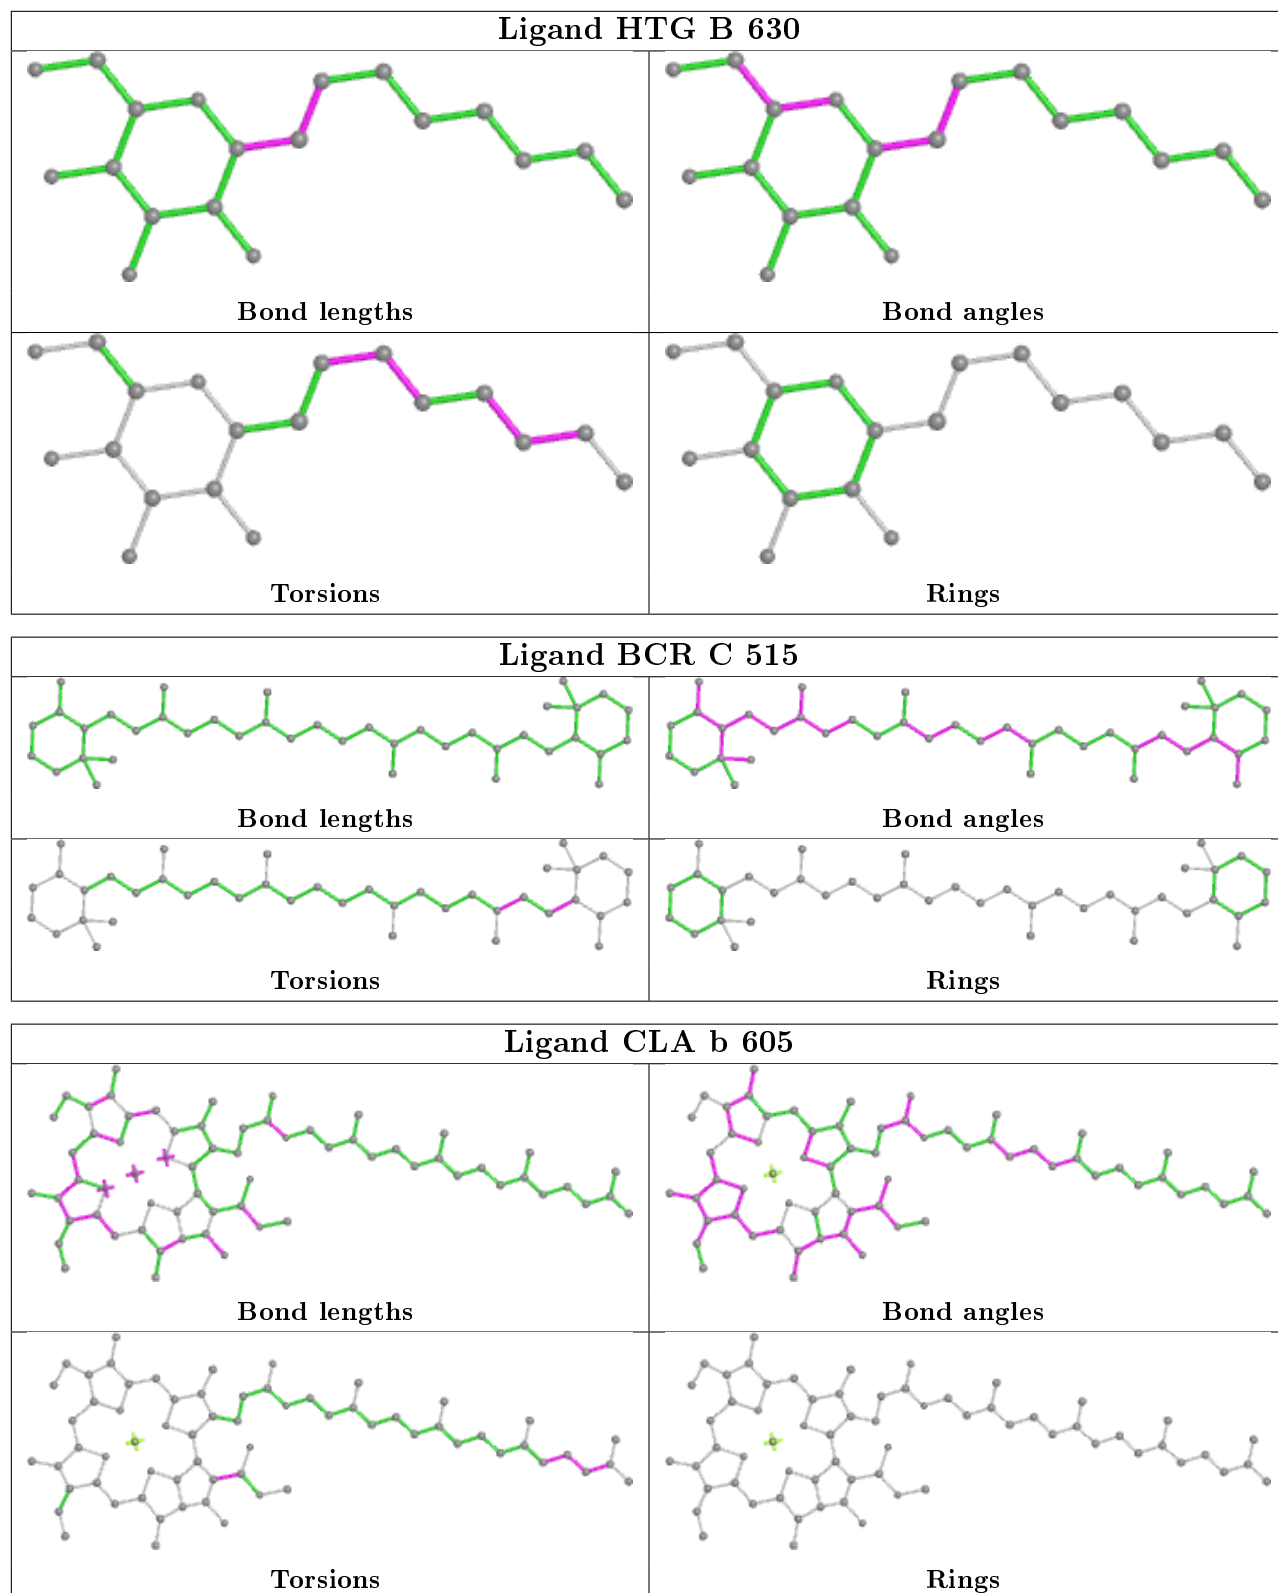 Ligand HTG B 630
Bond lengths
Bond angles
Torsions
Rings
Ligand BCR C 515
Bond lengths
Bond angles
Torsions
Rings
Ligand CLA b 605
Bond lengths
Bond angles
Torsions
Rings